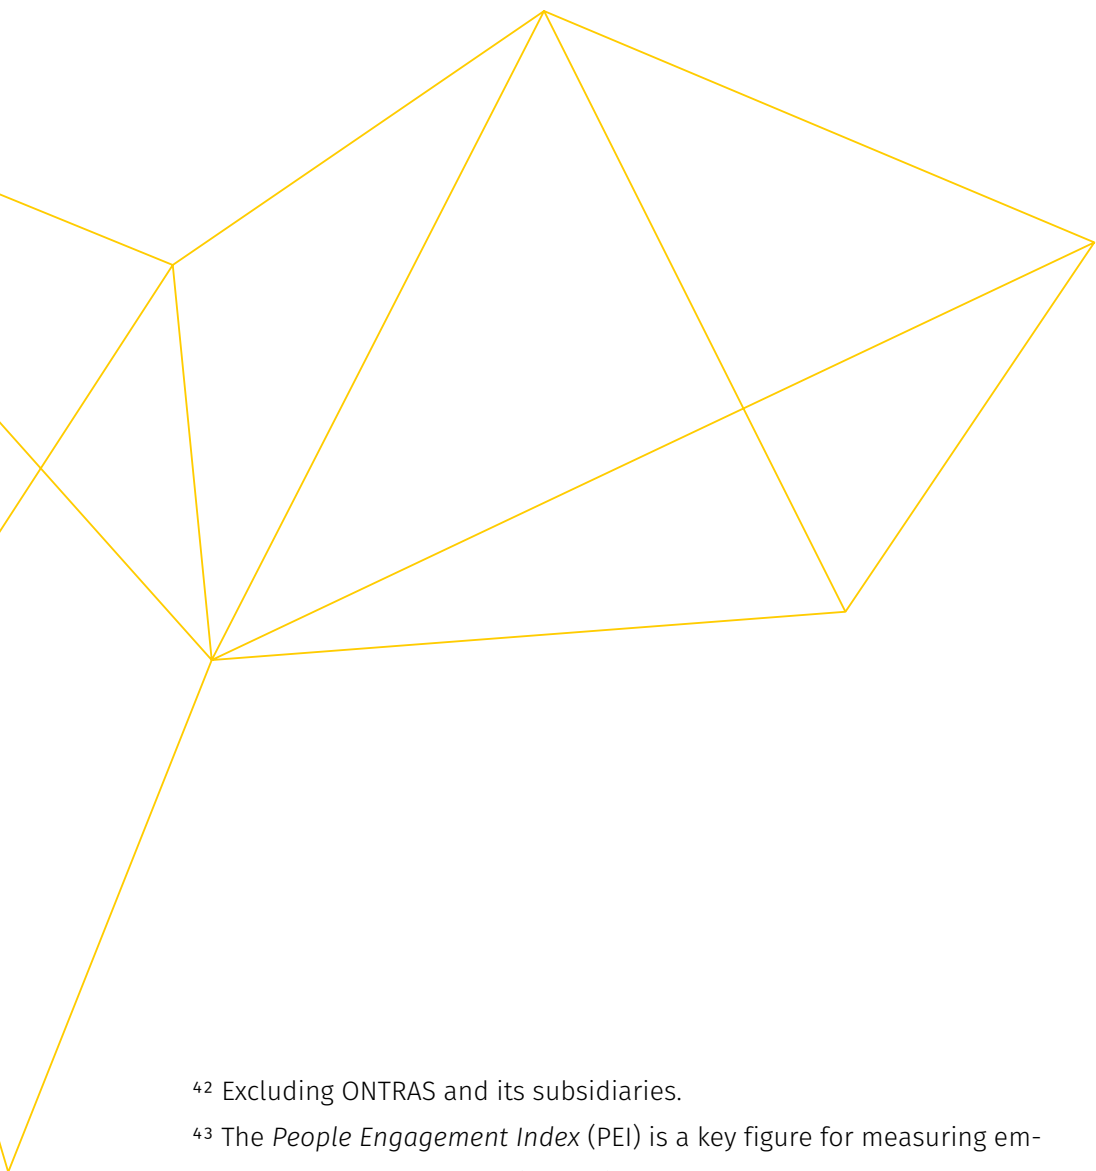 ⁴² Excluding ONTRAS and its subsidiaries.
⁴³ The People Engagement Index (PEI) is a key figure for measuring em-